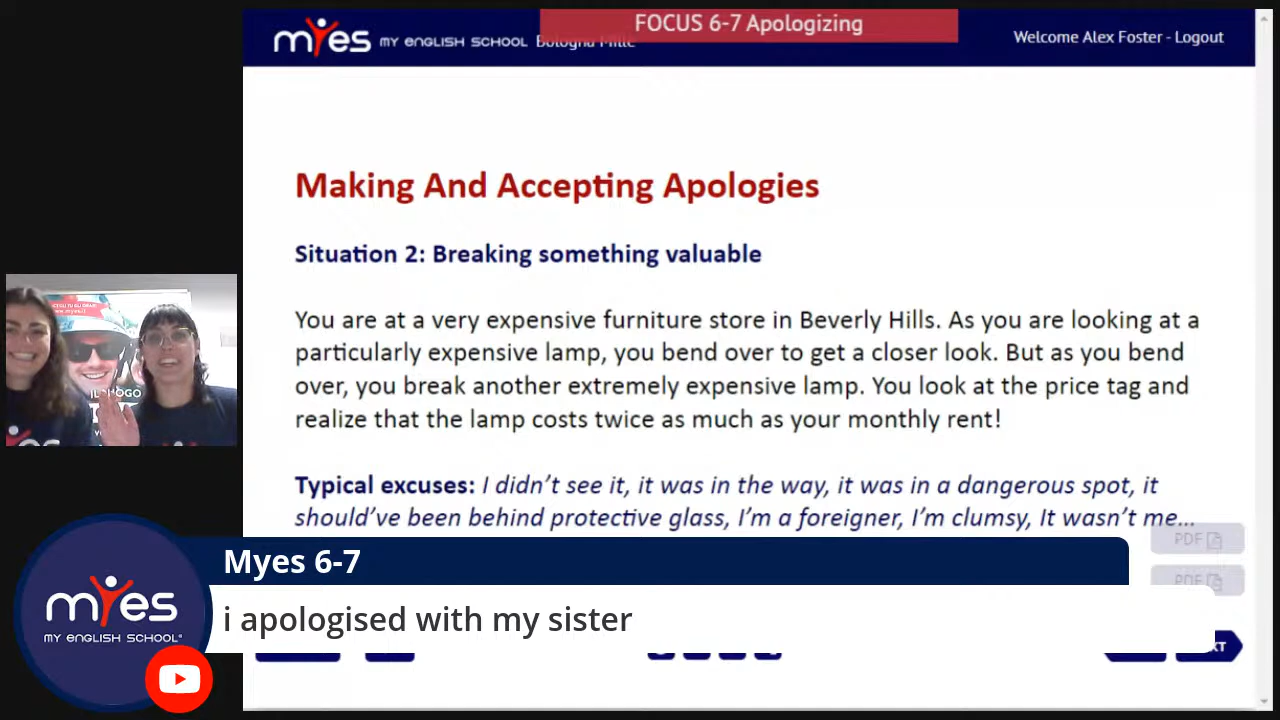 FOCUS 6-7 Apologizing
myes MY ENGLISH SCHOOL Bologna Mille
Welcome Alex Foster - Logout
Making And Accepting Apologies
Situation 2: Breaking something valuable
You are at a very expensive furniture store in Beverly Hills. As you are looking at a
particularly expensive lamp, you bend over to get a closer look. But as you bend
over, you break another extremely expensive lamp. You look at the price tag and
realize that the lamp costs twice as much as your monthly rent!
Typical excuses: I didn’t see it, it was in the way, it was in a dangerous spot, it
should’ve been behind protective glass, I’m a foreigner, I’m clumsy, It wasn’t me...
PDF
PDF
Myes 6-7
i apologised with my sister
myes
MY ENGLISH SCHOOL